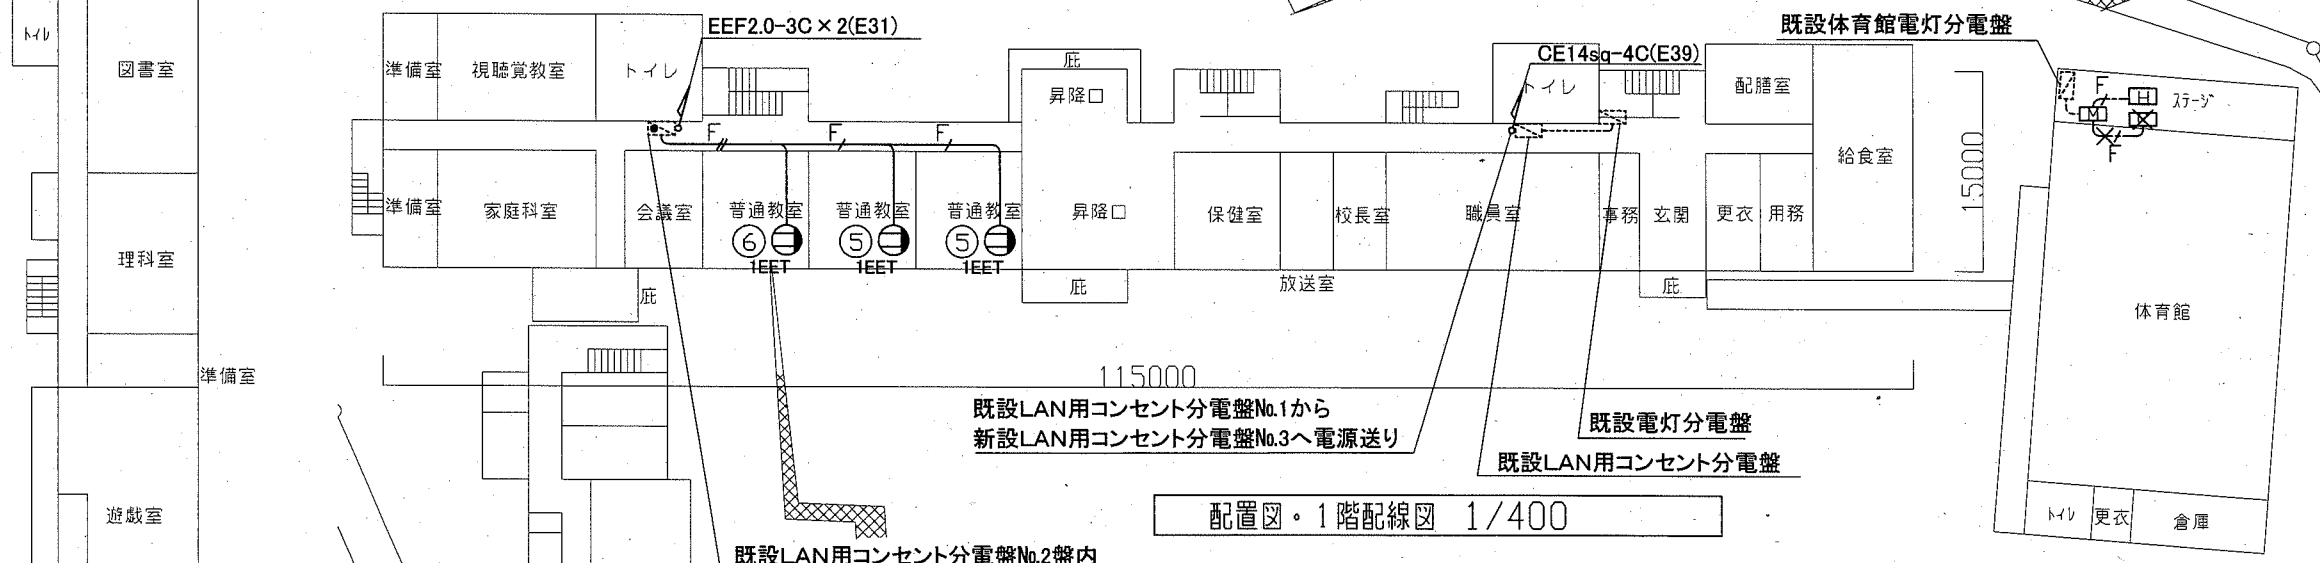 EEF2.0-3C×2(E31)
既設体育館電灯分電盤
CE14sq-4C(E39)
ﾄｲﾚ
図書室
準備室
視聴覚教室
トイレ
庇
昇降口
トイレ
配膳室
F
H
ｽﾃｰｼﾞ
M
F
F
F
F
給食室
15000
理科室
準備室
家庭科室
会議室
普通教室
普通教室
普通教室
昇降口
保健室
校長室
職員室
事務
玄関
更衣
用務
⑥
⑤
⑤
1EET
1EET
1EET
庇
庇
放送室
庇
体育館
準備室
115000
既設LAN用コンセント分電盤No.1から
新設LAN用コンセント分電盤No.3へ電源送り
既設電灯分電盤
既設LAN用コンセント分電盤
遊戯室
配置図・1階配線図 1/400
ﾄｲﾚ
更衣
倉庫
既設LAN用コンセント分電盤No.2盤内